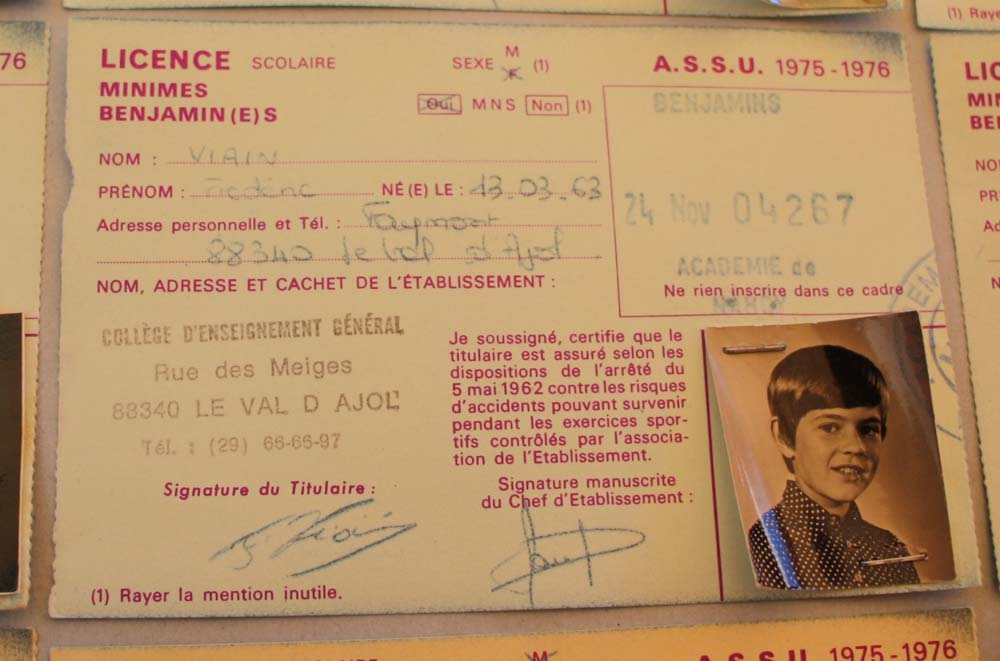 76
(1) Rayer
LICENCE SCOLAIRE
SEXE M F (1)
A.S.S.U. 1975-1976
MINIMES
BENJAMIN(E)S
Oui MNS Non (1)
BENJAMINS
NOM : VIAIN
PRÉNOM : Frédéric NÉ(E) LE : 13.03.63
24 Nov 04267
Adresse personnelle et Tél. : Faymont
88340 Le Val d'Ajol
ACADEMIE de
Ne rien inscrire dans ce cadre
NOM, ADRESSE ET CACHET DE L'ÉTABLISSEMENT :
COLLÈGE D'ENSEIGNEMENT GÉNÉRAL
Rue des Meiges
88340 LE VAL D AJOL
Tél. : (29) 66-66-97
Je soussigné, certifie que le
titulaire est assuré selon les
dispositions de l'arrêté du
5 mai 1962 contre les risques
d'accidents pouvant survenir
pendant les exercices spor-
tifs contrôlés par l'associa-
tion de l'Etablissement.
Signature du Titulaire :
Signature manuscrite
du Chef d'Etablissement :
(1) Rayer la mention inutile.
M
A.S.S.U. 1975-1976